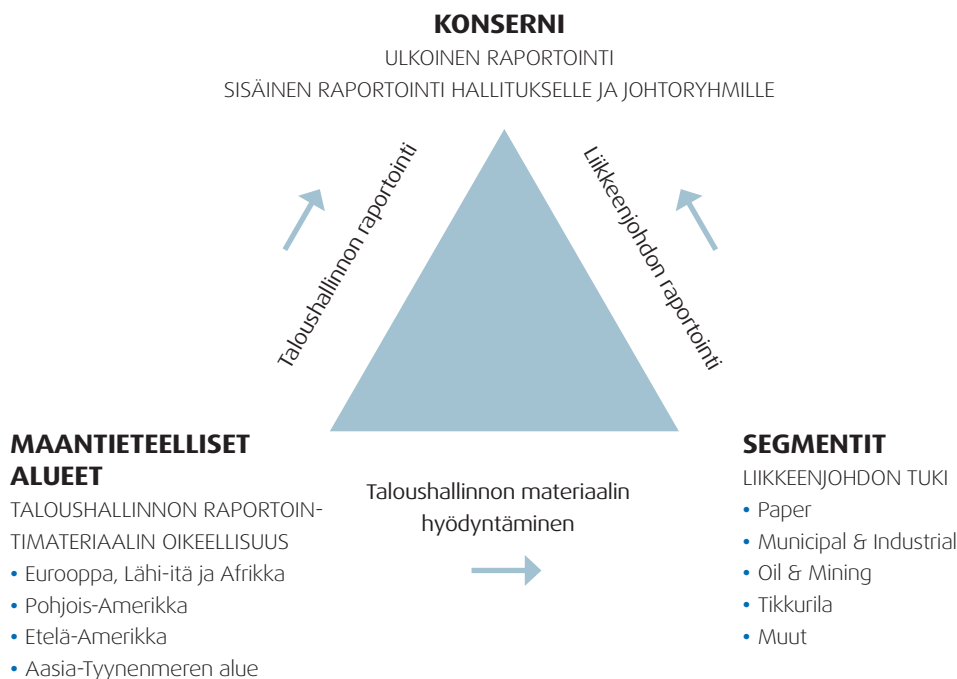 KONSERNI
ULKOINEN RAPORTOINTI
SISÄINEN RAPORTOINTI HALLITUKSELLE JA JOHTORYHMILLE
Taloushallinnon raportointi
Liikkeenjohdon raportointi
MAANTIETEELLISET
ALUEET
TALOUSHALLINNON RAPORTOIN-
TIMATERIAALIN OIKEELLISUUS
• Eurooppa, Lähi-itä ja Afrikka
• Pohjois-Amerikka
• Etelä-Amerikka
• Aasia-Tyynenmeren alue
Taloushallinnon materiaalin
hyödyntäminen
SEGMENTIT
LIIKKEENJOHDON TUKI
• Paper
• Municipal & Industrial
• Oil & Mining
• Tikkurila
• Muut